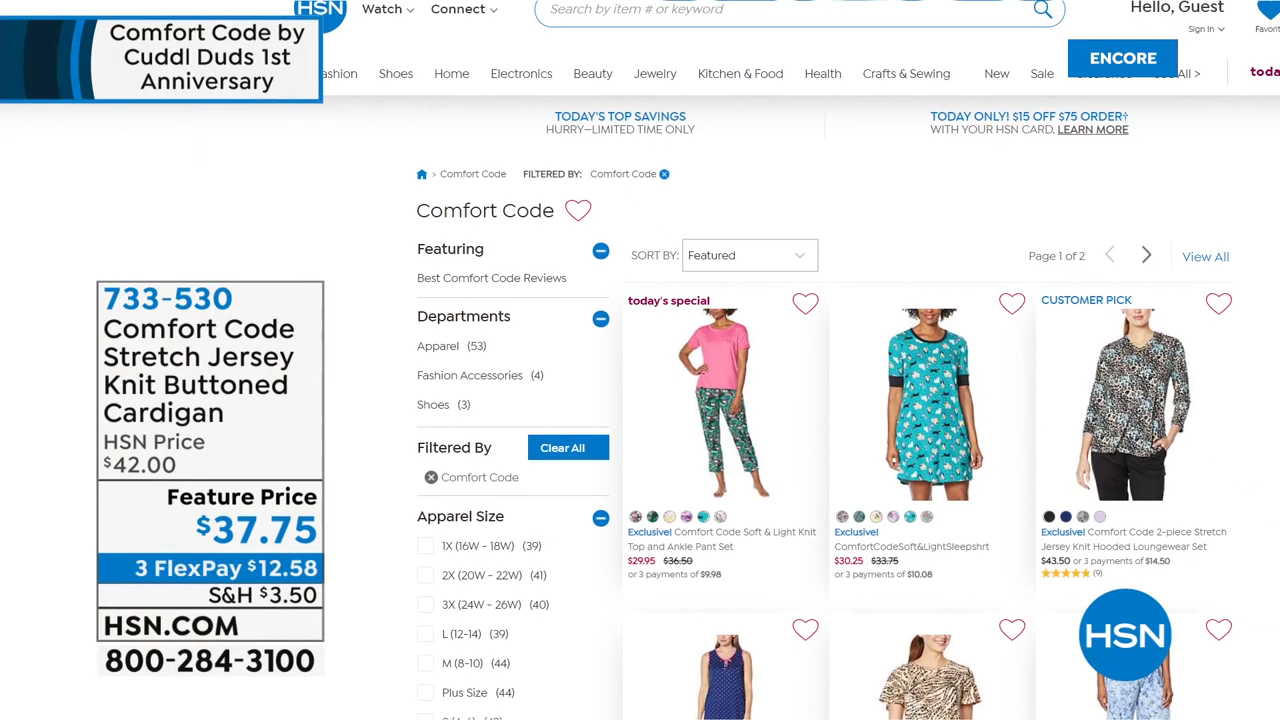 HSN
Watch
Connect
Search by item # or keyword
Hello, Guest
Sign In
Comfort Code by
Cuddl Duds 1st
Anniversary
Shoes
Home
Electronics
Beauty
Jewelry
Kitchen & Food
Health
Crafts & Sewing
New
Sale
ENCORE
All >
TODAY'S TOP SAVINGS
HURRY—LIMITED TIME ONLY
TODAY ONLY! $15 OFF $75 ORDER†
WITH YOUR HSN CARD. LEARN MORE
> Comfort Code FILTERED BY: Comfort Code
Comfort Code
Featuring
Best Comfort Code Reviews
Departments
Apparel (53)
Fashion Accessories (4)
Shoes (3)
Filtered By
Clear All
Comfort Code
Apparel Size
1X (16W - 18W) (39)
2X (20W - 22W) (41)
3X (24W - 26W) (40)
L (12-14) (39)
M (8-10) (44)
Plus Size (44)
SORT BY: Featured
Page 1 of 2
View All
today's special
Exclusive! Comfort Code Soft & Light Knit
Top and Ankle Pant Set
$29.95 $36.50
or 3 payments of $9.98
Exclusive!
ComfortCodeSoft&LightSleepshrt
$30.25 $33.75
or 3 payments of $10.08
CUSTOMER PICK
Exclusive! Comfort Code 2-piece Stretch
Jersey Knit Hooded Loungewear Set
$43.50 or 3 payments of $14.50
(9)
733-530
Comfort Code
Stretch Jersey
Knit Buttoned
Cardigan
HSN Price
$42.00
Feature Price
$37.75
3 FlexPay $12.58
S&H $3.50
HSN.COM
800-284-3100
HSN